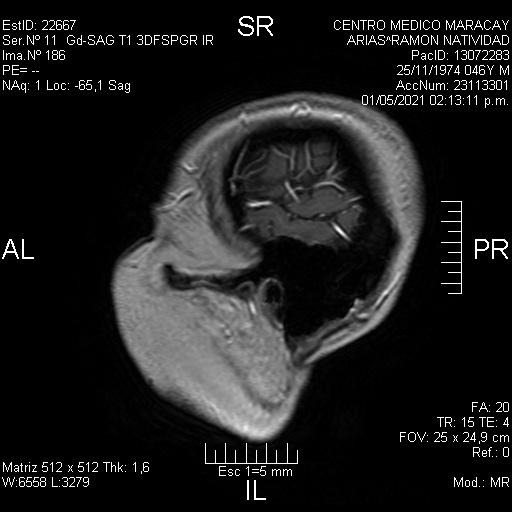 EstID: 22667
Ser.Nº 11 Gd-SAG T1 3DFSPGR IR
Ima.Nº 186
PE= --
NAq: 1 Loc: -65,1 Sag
SR
CENTRO MEDICO MARACAY
ARIAS^RAMON NATIVIDAD
PacID: 13072283
25/11/1974 046Y M
AccNum: 23113301
01/05/2021 02:13:11 p.m.
AL
PR
FA: 20
TR: 15 TE: 4
FOV: 25 x 24,9 cm
Ref.: 0
Matriz 512 x 512 Thk: 1,6
W:6558 L:3279
Esc 1=5 mm
IL
Mod.: MR